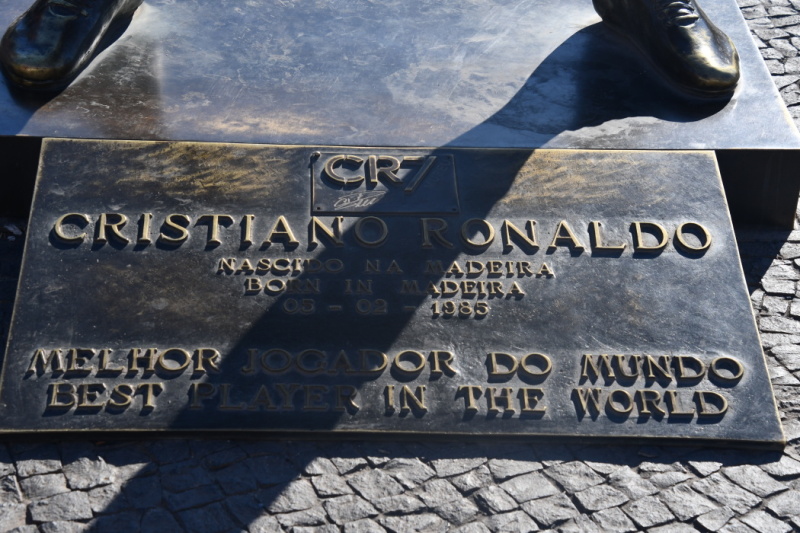 CR7
CRISTIANO RONALDO
NASCIDO NA MADEIRA
BORN IN MADEIRA
05 - 02 - 1985
MELHOR JOGADOR DO MUNDO
BEST PLAYER IN THE WORLD